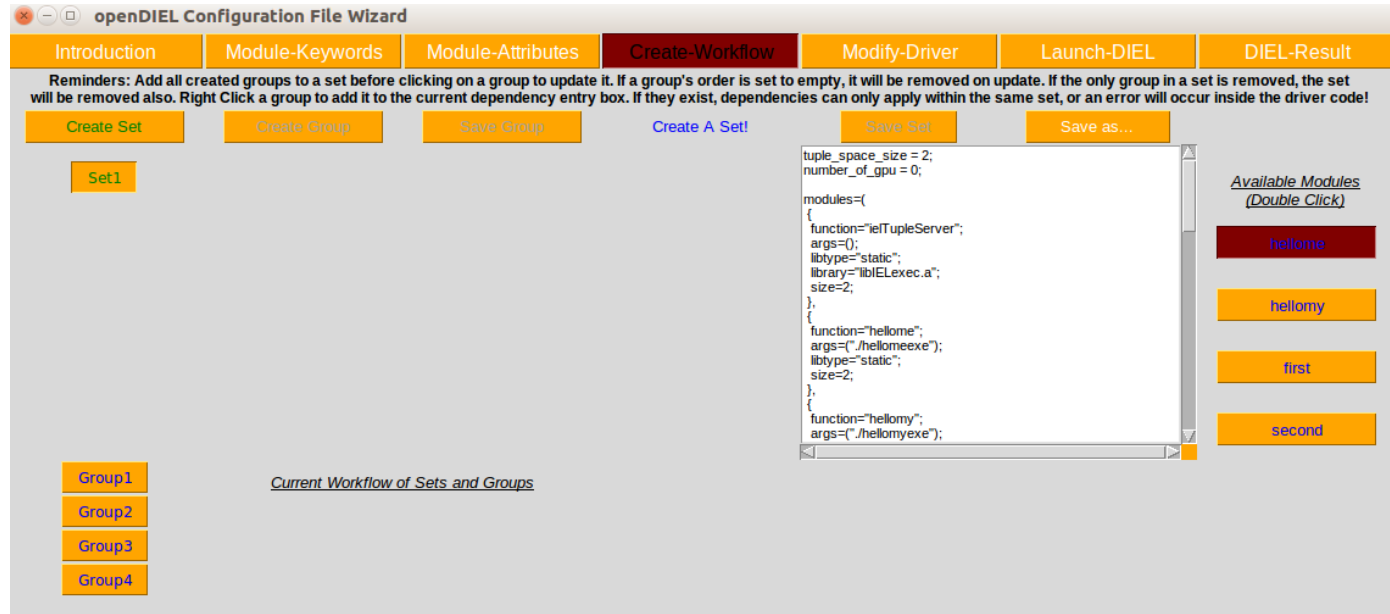 openDIEL Configuration File Wizard
Introduction
Module-Keywords
Module-Attributes
Create-Workflow
Modify-Driver
Launch-DIEL
DIEL-Result
Reminders: Add all created groups to a set before clicking on a group to update it. If a group's order is set to empty, it will be removed on update. If the only group in a set is removed, the set
will be removed also. Right Click a group to add it to the current dependency entry box. If they exist, dependencies can only apply within the same set, or an error will occur inside the driver code!
Create Set
Create Group
Save Group
Create A Set!
Save Set
Save as...
Set1
tuple_space_size = 2;
number_of_gpu = 0;
modules=(
{
function="ielTupleServer";
args=();
libtype="static";
library="libIELexec.a";
size=2;
},
{
function="hellome";
args=("./hellomeexe");
libtype="static";
size=2;
},
{
function="hellomy";
args=("./hellomyexe");
Available Modules
(Double Click)
hellome
hellomy
first
second
Group1
Group2
Group3
Group4
Current Workflow of Sets and Groups